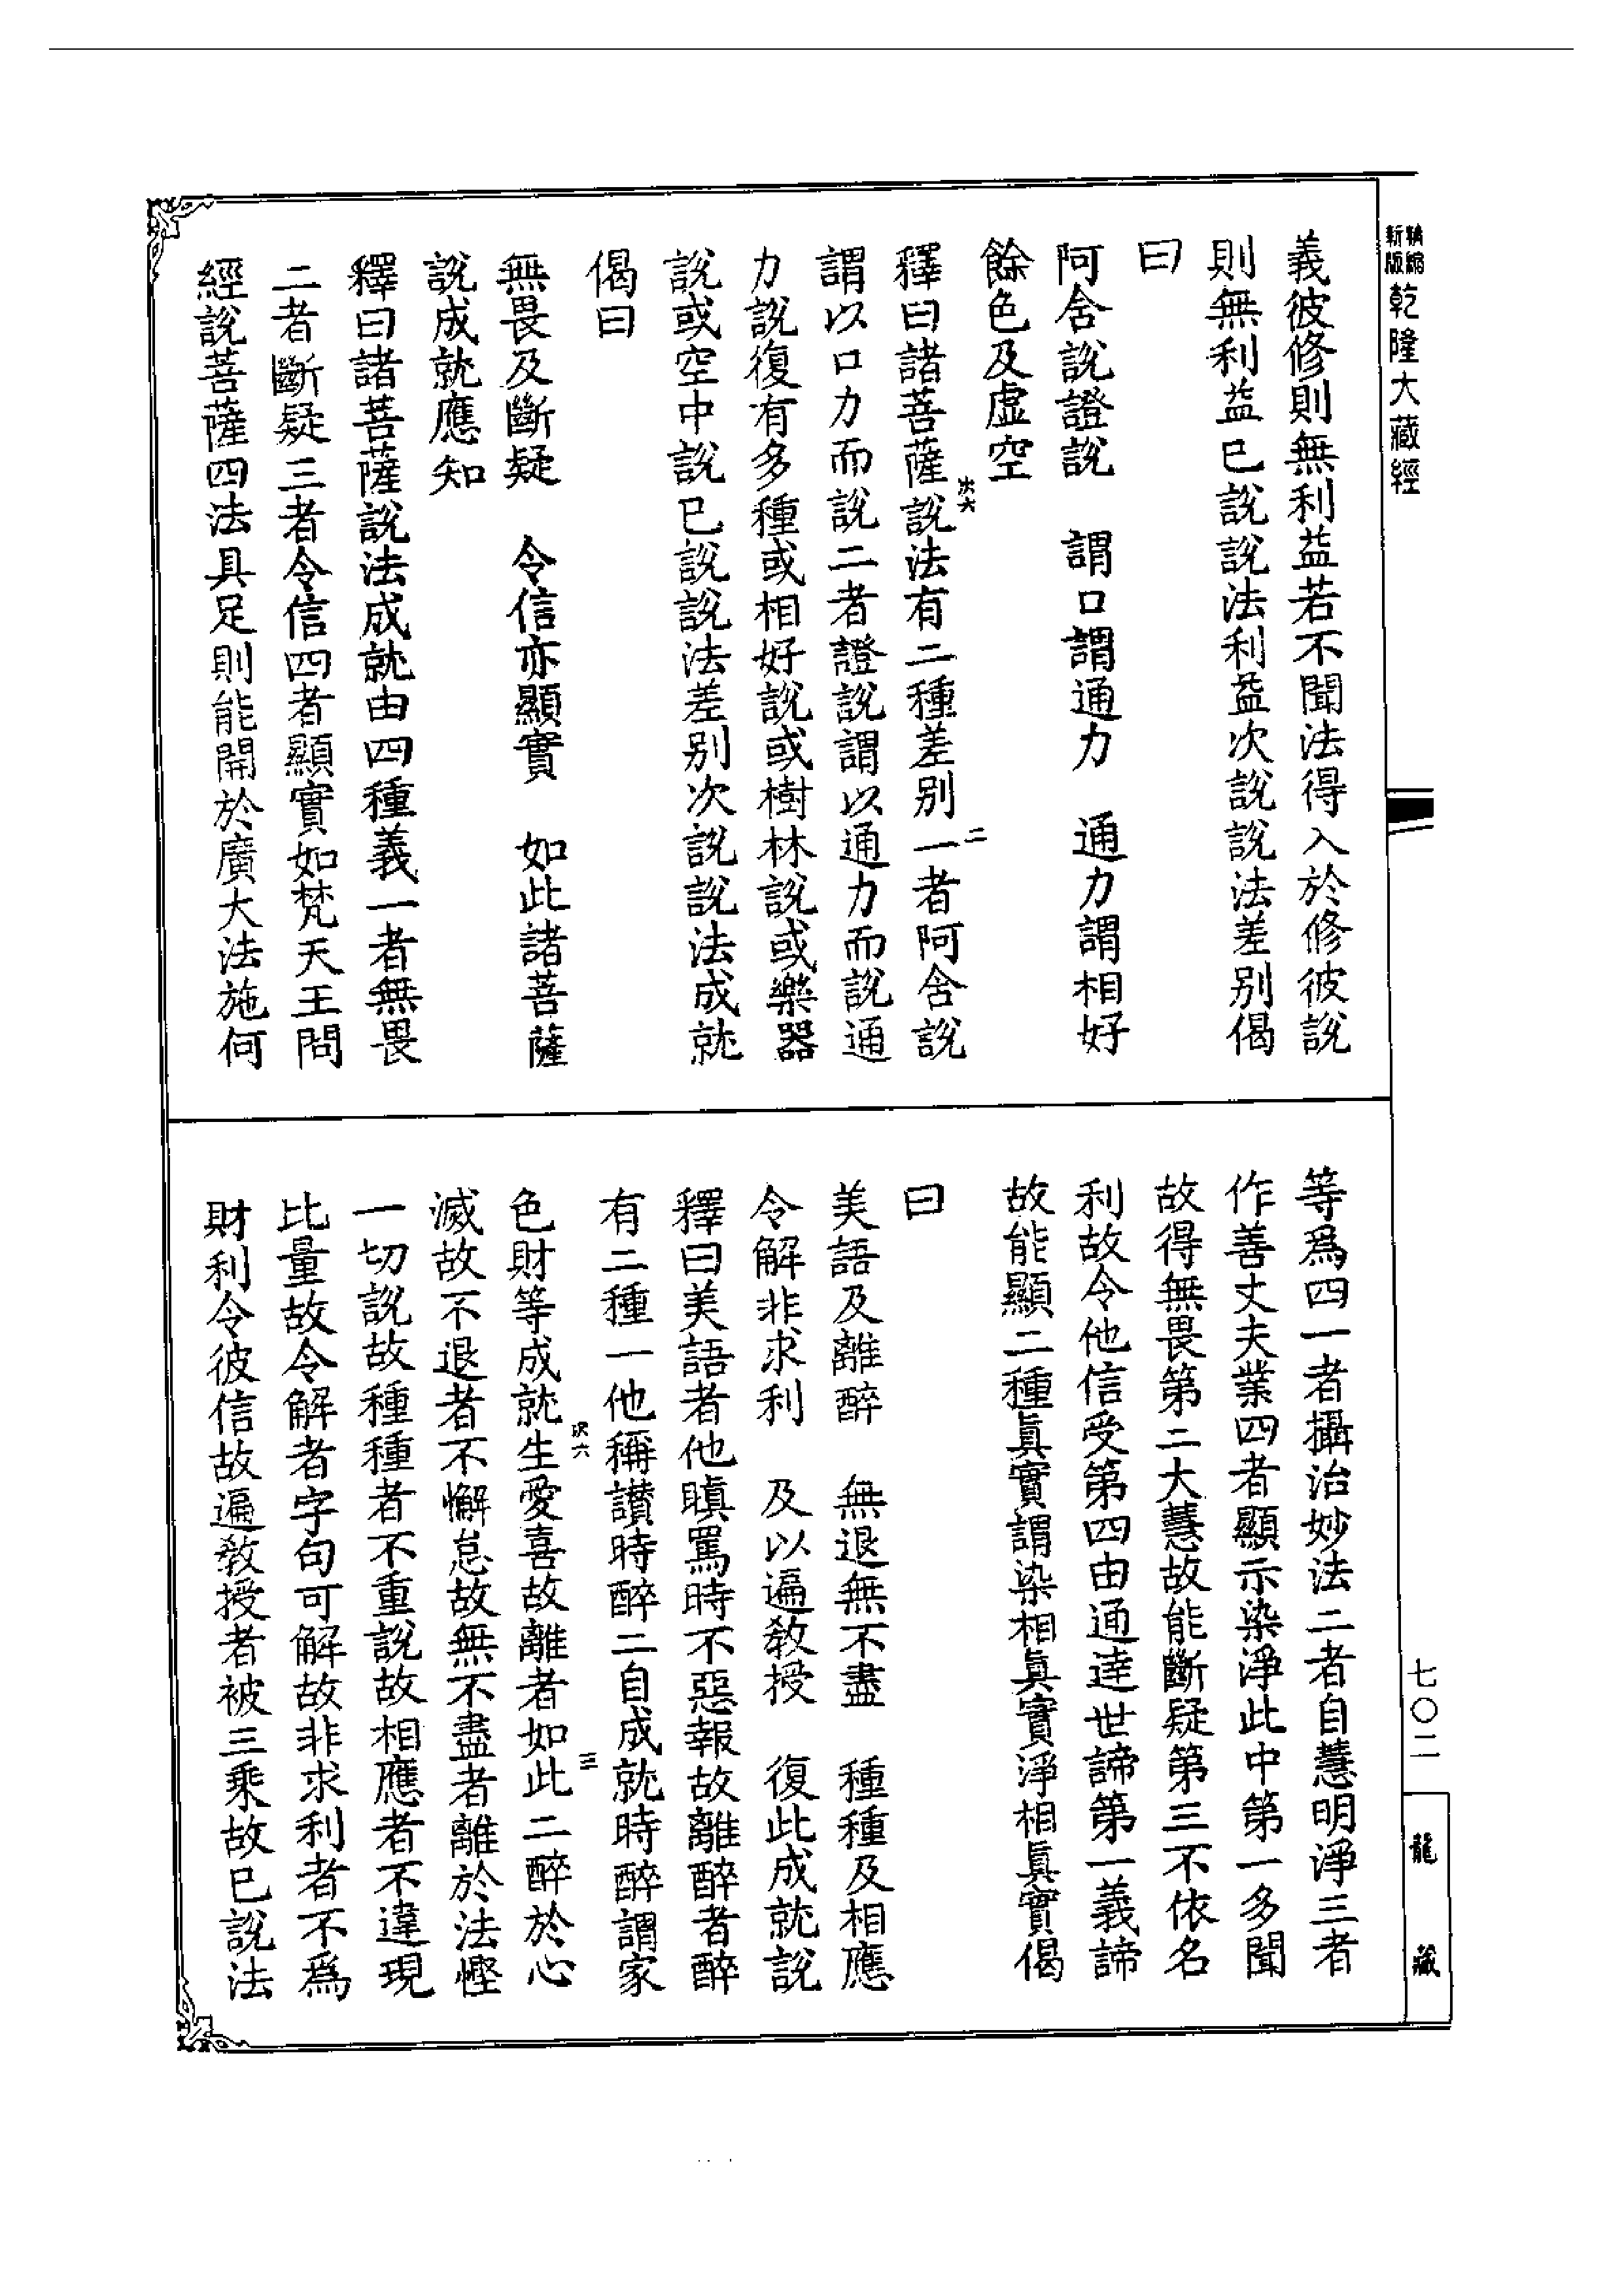 精縮新版乾隆大藏經
義彼修則無利益若不聞法得入於修彼說
則無利益已說說法利益次說說法差别偈
曰
阿含說證說　謂口謂通力　通力謂相好
餘色及虛空
釋曰諸菩薩說法有二種差别一者阿含說
謂以口力而說二者證說謂以通力而說通
力說復有多種或相好說或樹林說或樂器
說或空中說已說說法差别次說說法成就
偈曰
無畏及斷疑　令信亦顯實　如此諸菩薩
說成就應知
釋曰諸菩薩說法成就由四種義一者無畏
二者斷疑三者令信四者顯實如梵天王問
經說菩薩四法具足則能開於廣大法施何
等爲四一者攝治妙法二者自慧明淨三者
作善丈夫業四者顯示染淨此中第一多聞
故得無畏第二大慧故能斷疑第三不依名
利故令他信受第四由通達世諦第一義諦
故能顯二種眞實謂染相眞實淨相眞實偈
曰
美語及離醉　無退無不盡　種種及相應
令解非求利　及以遍教授　復此成就說
釋曰美語者他瞋罵時不惡報故離醉者醉
有二種一他稱讚時醉二自成就時醉謂家
色財等成就生愛喜故離者如此二醉於心
滅故不退者不懈怠故無不盡者離於法慳
一切說故種種者不重說故相應者不違現
比量故令解者字句可解故非求利者不爲
財利令彼信故遍教授者被三乘故已說法
二
三
七〇二
龍藏